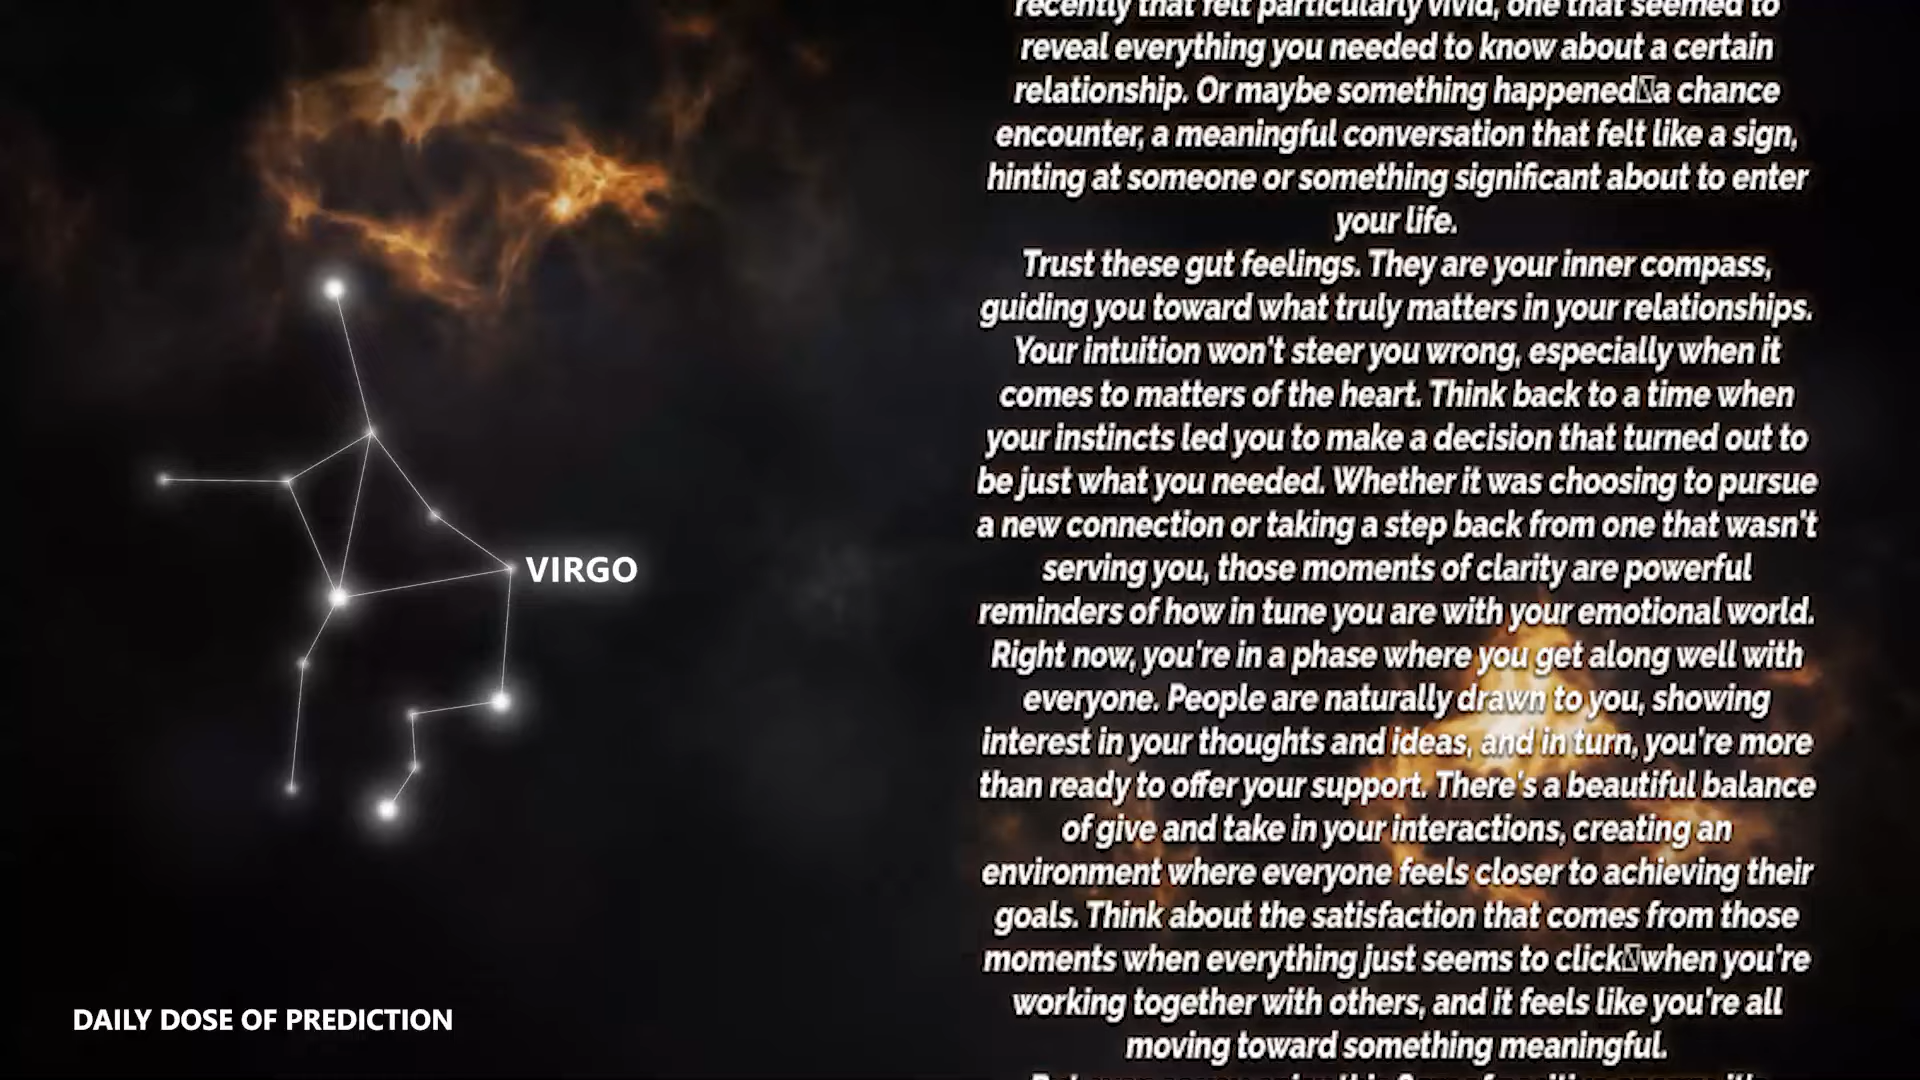 VIRGO
DAILY DOSE OF PREDICTION
recently that felt particularly vivid, one that seemed to
reveal everything you needed to know about a certain
relationship. Or maybe something happened▯a chance
encounter, a meaningful conversation that felt like a sign,
hinting at someone or something significant about to enter
your life.
Trust these gut feelings. They are your inner compass,
guiding you toward what truly matters in your relationships.
Your intuition won't steer you wrong, especially when it
comes to matters of the heart. Think back to a time when
your instincts led you to make a decision that turned out to
be just what you needed. Whether it was choosing to pursue
a new connection or taking a step back from one that wasn't
serving you, those moments of clarity are powerful
reminders of how in tune you are with your emotional world.
Right now, you're in a phase where you get along well with
everyone. People are naturally drawn to you, showing
interest in your thoughts and ideas, and in turn, you're more
than ready to offer your support. There's a beautiful balance
of give and take in your interactions, creating an
environment where everyone feels closer to achieving their
goals. Think about the satisfaction that comes from those
moments when everything just seems to click▯when you're
working together with others, and it feels like you're all
moving toward something meaningful.